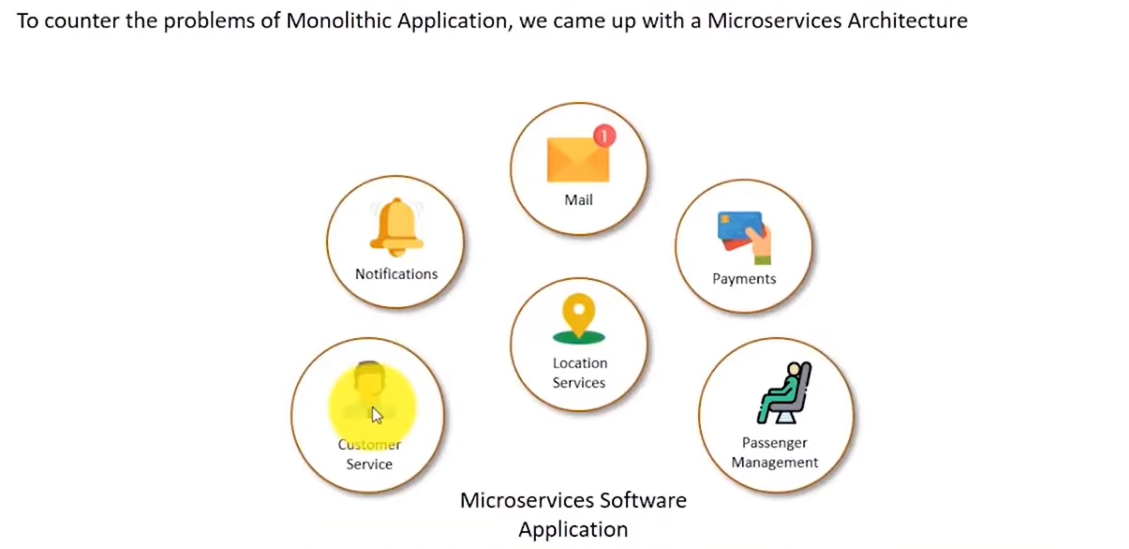 To counter the problems of Monolithic Application, we came up with a Microservices Architecture
1
Mail
Notifications
Payments
Location
Services
Customer
Service
Passenger
Management
Microservices Software
Application